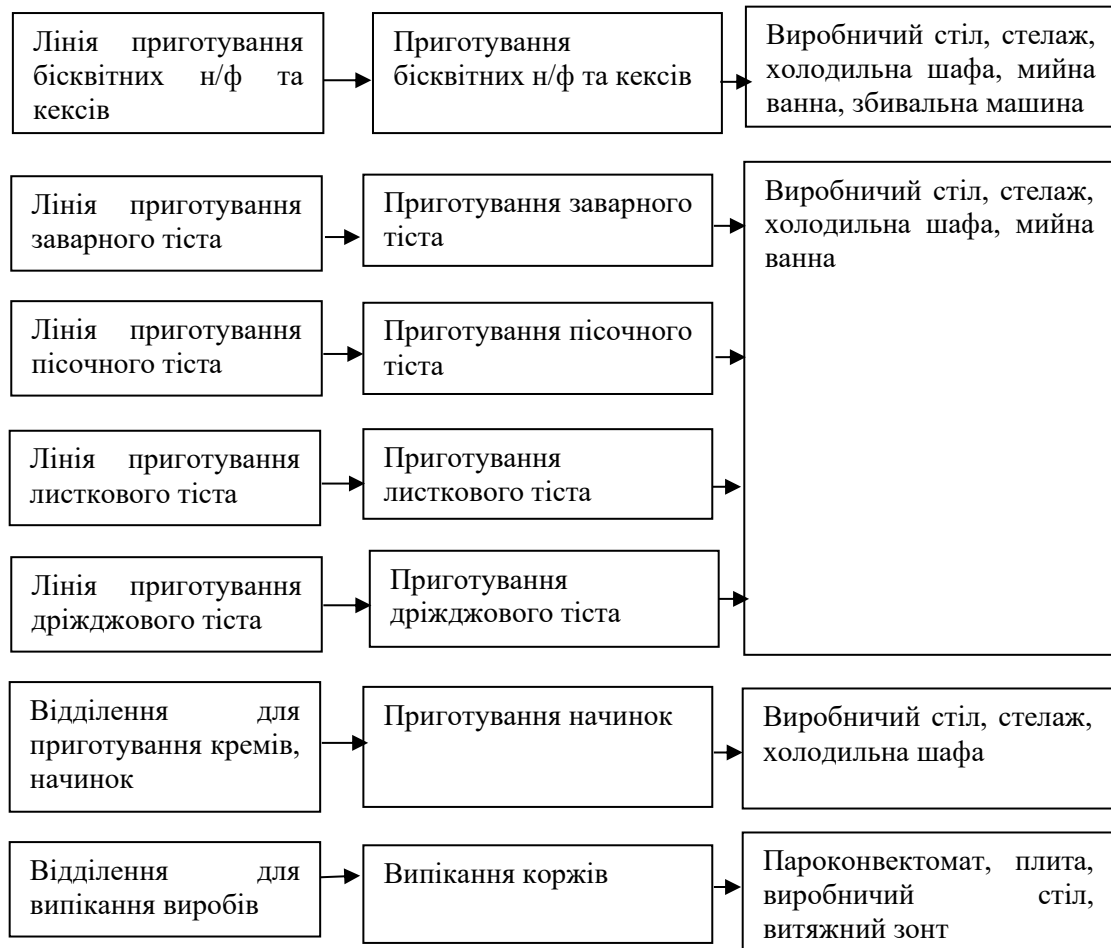 Лінія приготування
бісквітних н/ф та
кексів
Приготування
бісквітних н/ф та кексів
Виробничий стіл, стелаж,
холодильна шафа, мийна
ванна, збивальна машина
Лінія приготування
заварного тіста
Приготування заварного
тіста
Виробничий стіл, стелаж,
холодильна шафа, мийна
ванна
Лінія приготування
пісочного тіста
Приготування пісочного
тіста
Лінія приготування
листкового тіста
Приготування
листкового тіста
Лінія приготування
дріжджового тіста
Приготування
дріжджового тіста
Відділення для
приготування кремів,
начинок
Приготування начинок
Виробничий стіл, стелаж,
холодильна шафа
Відділення для
випікання виробів
Випікання коржів
Пароконвектомат, плита,
виробничий стіл,
витяжний зонт